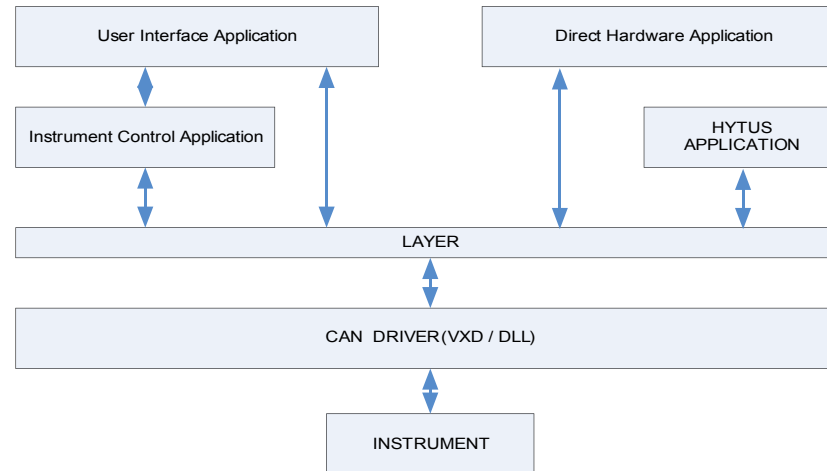 User Interface Application
Direct Hardware Application
Instrument Control Application
HYTUS
APPLICATION
LAYER
CAN DRIVER(VXD / DLL)
INSTRUMENT